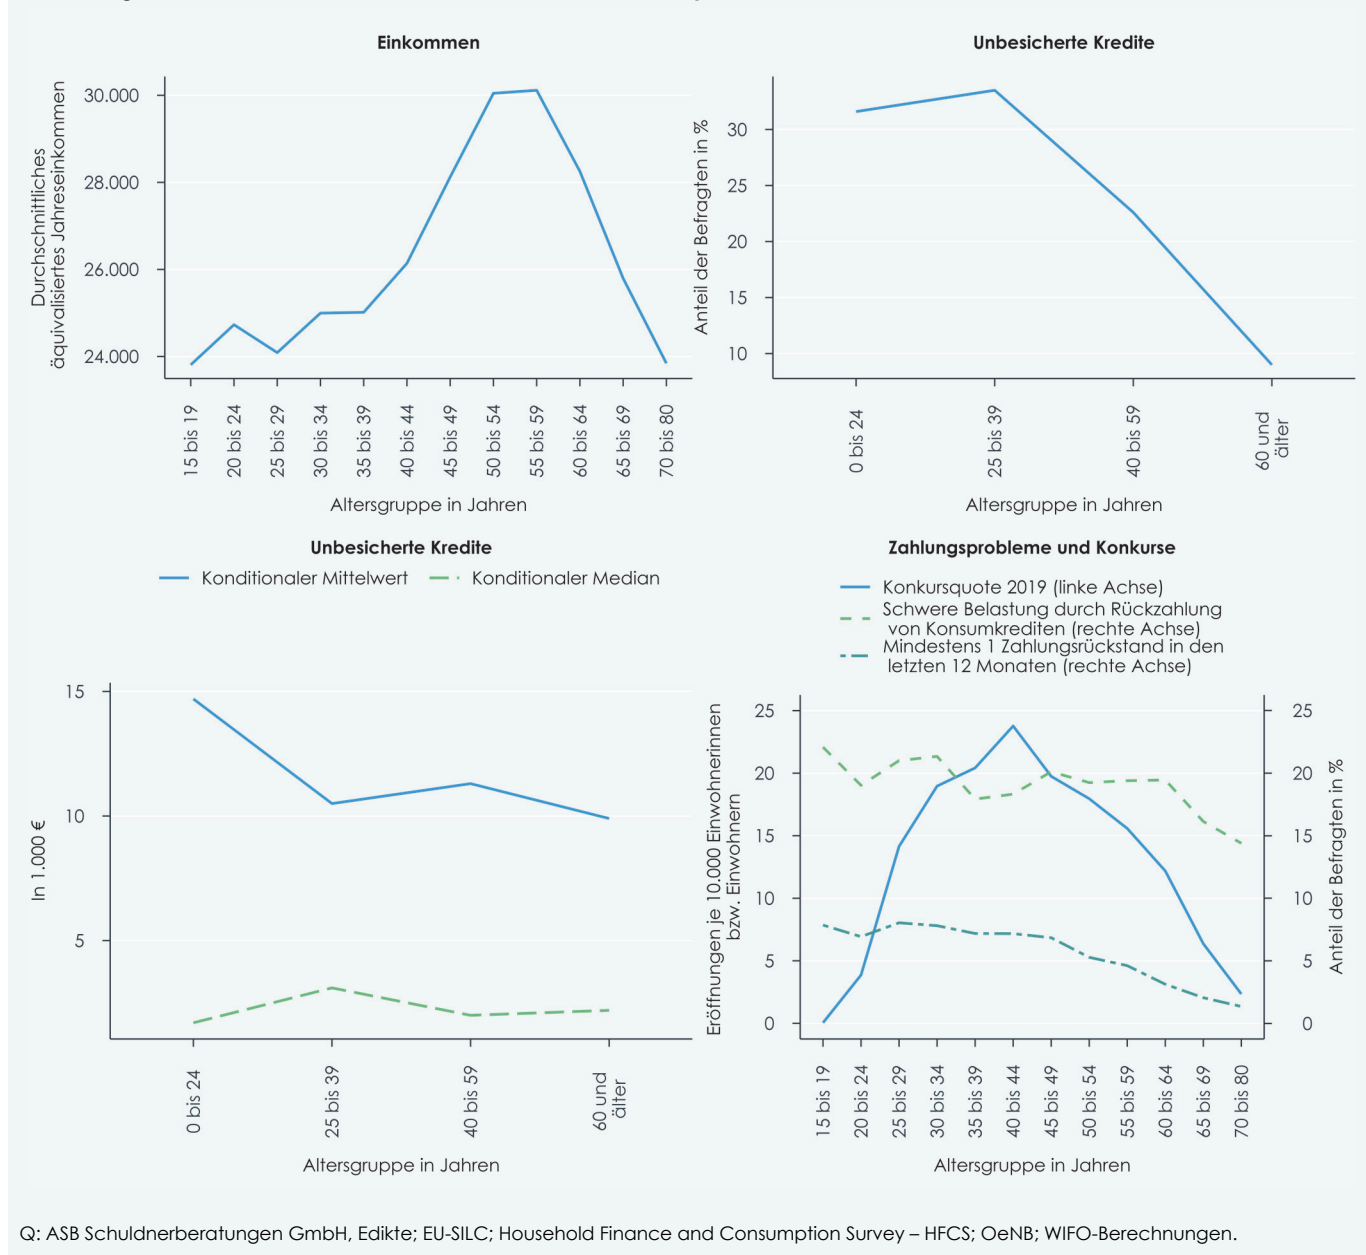 Einkommen
Durchschnittliches
äquivalisiertes Jahreseinkommen
30.000
28.000
26.000
24.000
15 bis 19
20 bis 24
25 bis 29
30 bis 34
35 bis 39
40 bis 44
45 bis 49
50 bis 54
55 bis 59
60 bis 64
65 bis 69
70 bis 80
Altersgruppe in Jahren
Unbesicherte Kredite
Anteil der Befragten in %
30
25
20
15
10
0 bis 24
25 bis 39
40 bis 59
60 und
älter
Altersgruppe in Jahren
Unbesicherte Kredite
Konditionaler Mittelwert
Konditionaler Median
In 1.000 €
15
10
5
0 bis 24
25 bis 39
40 bis 59
60 und
älter
Altersgruppe in Jahren
Zahlungsprobleme und Konkurse
Konkursquote 2019 (linke Achse)
Schwere Belastung durch Rückzahlung
von Konsumkrediten (rechte Achse)
Mindestens 1 Zahlungsrückstand in den
letzten 12 Monaten (rechte Achse)
Eröffnungen je 10.000 Einwohnerinnen
bzw. Einwohnern
25
20
15
10
5
0
25
20
15
10
5
0
Anteil der Befragten in %
15 bis 19
20 bis 24
25 bis 29
30 bis 34
35 bis 39
40 bis 44
45 bis 49
50 bis 54
55 bis 59
60 bis 64
65 bis 69
70 bis 80
Altersgruppe in Jahren
Q: ASB Schuldnerberatungen GmbH, Edikte; EU-SILC; Household Finance and Consumption Survey – HFCS; OeNB; WIFO-Berechnungen.